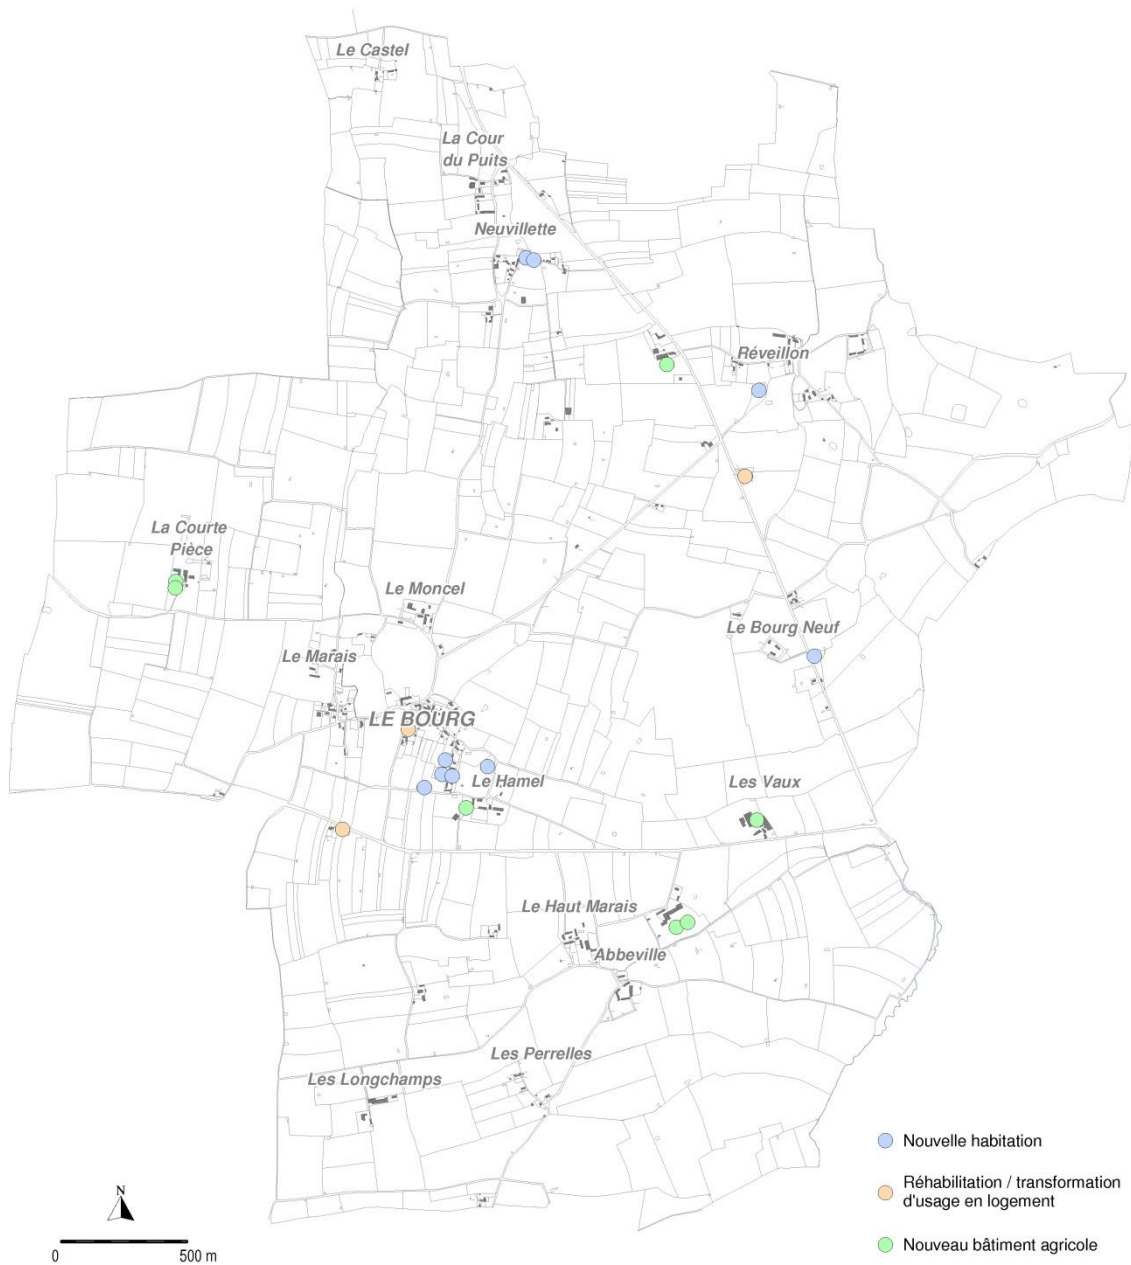 Le Castel
La Cour
du Puits
Neuvillette
Réveillon
La Courte
Pièce
Le Moncel
Le Bourg Neuf
Le Marais
LE BOURG
Le Hamel
Les Vaux
Le Haut Marais
Abbeville
Les Perrelles
Les Longchamps
Nouvelle habitation
Réhabilitation / transformation
d'usage en logement
Nouveau bâtiment agricole
N
0 500 m